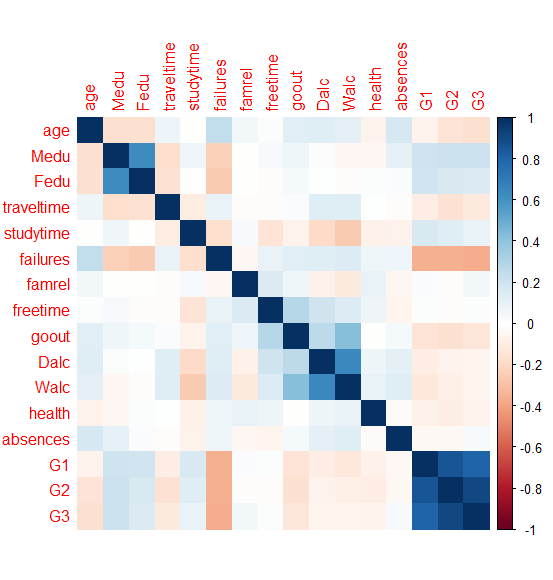 age Medu Fedu traveltime studytime failures famrel freetime goout Dalc Walc health absences G1 G2 G3
age
Medu
Fedu
traveltime
studytime
failures
famrel
freetime
goout
Dalc
Walc
health
absences
G1
G2
G3
1
0.8
0.6
0.4
0.2
0
-0.2
-0.4
-0.6
-0.8
-1